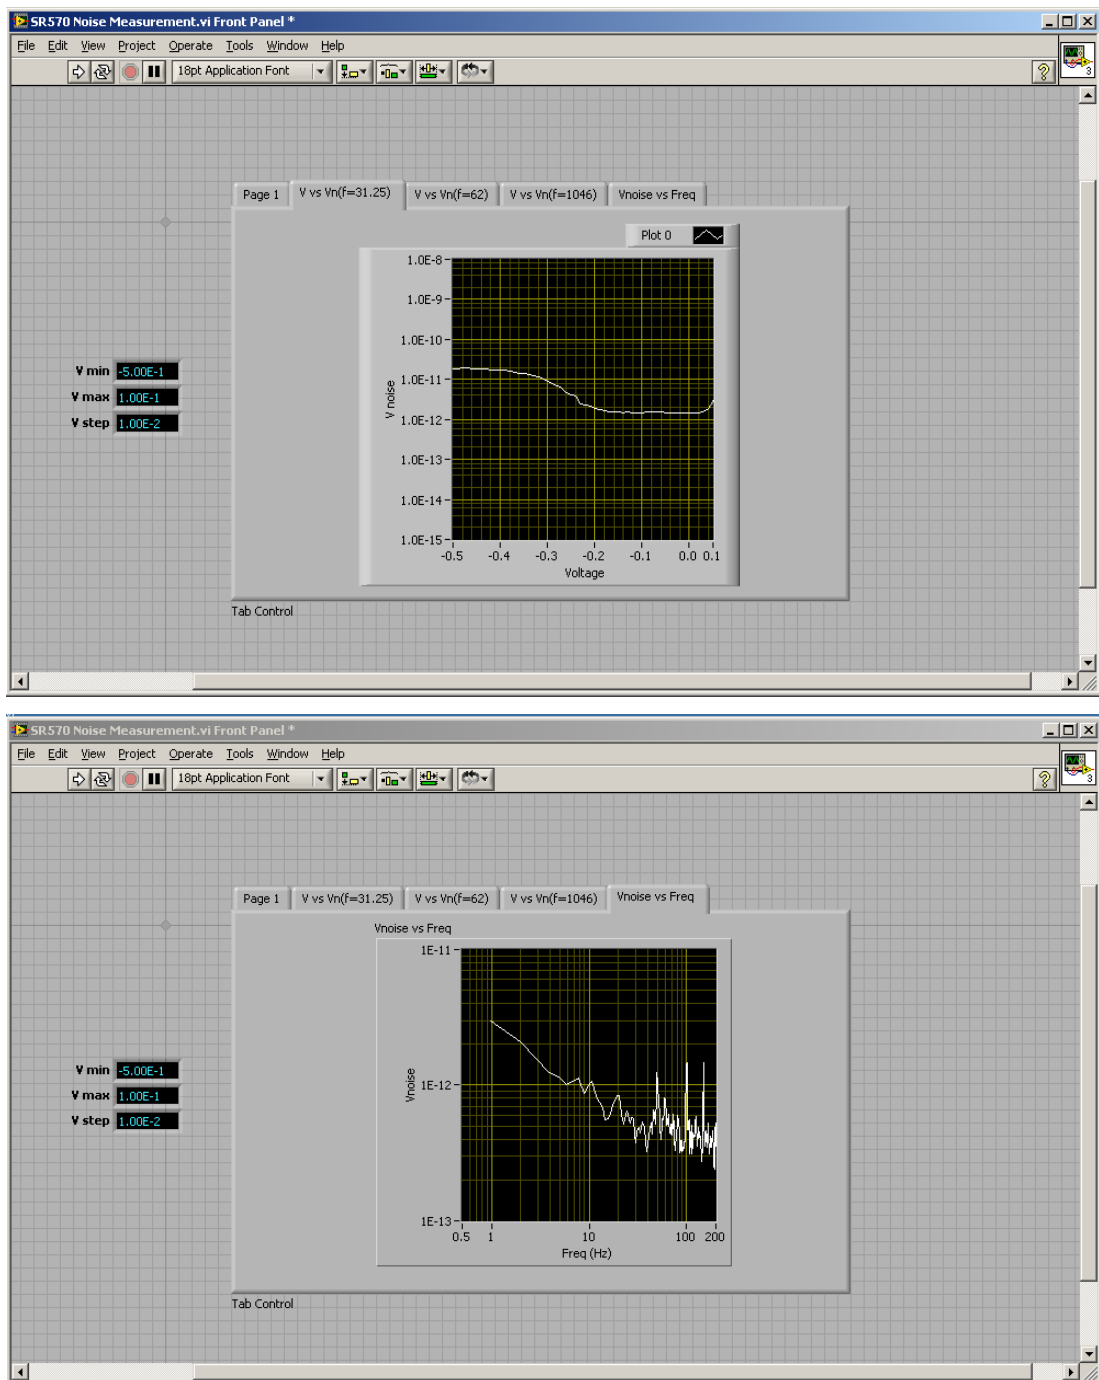 SR570 Noise Measurement.vi Front Panel *
File Edit View Project Operate Tools Window Help
18pt Application Font
3
Page 1 V vs Vn(f=31.25) V vs Vn(f=62) V vs Vn(f=1046) Vnoise vs Freq
Plot 0
1.0E-8
1.0E-9
1.0E-10
1.0E-11
1.0E-12
1.0E-13
1.0E-14
1.0E-15
V noise
-0.5 -0.4 -0.3 -0.2 -0.1 0.0 0.1
Voltage
V min -5.00E-1
V max 1.00E-1
V step 1.00E-2
Tab Control
SR570 Noise Measurement.vi Front Panel *
File Edit View Project Operate Tools Window Help
18pt Application Font
3
Page 1 V vs Vn(f=31.25) V vs Vn(f=62) V vs Vn(f=1046) Vnoise vs Freq
Vnoise vs Freq
1E-11
1E-12
1E-13
Vnoise
0.5 1 10 100 200
Freq (Hz)
V min -5.00E-1
V max 1.00E-1
V step 1.00E-2
Tab Control